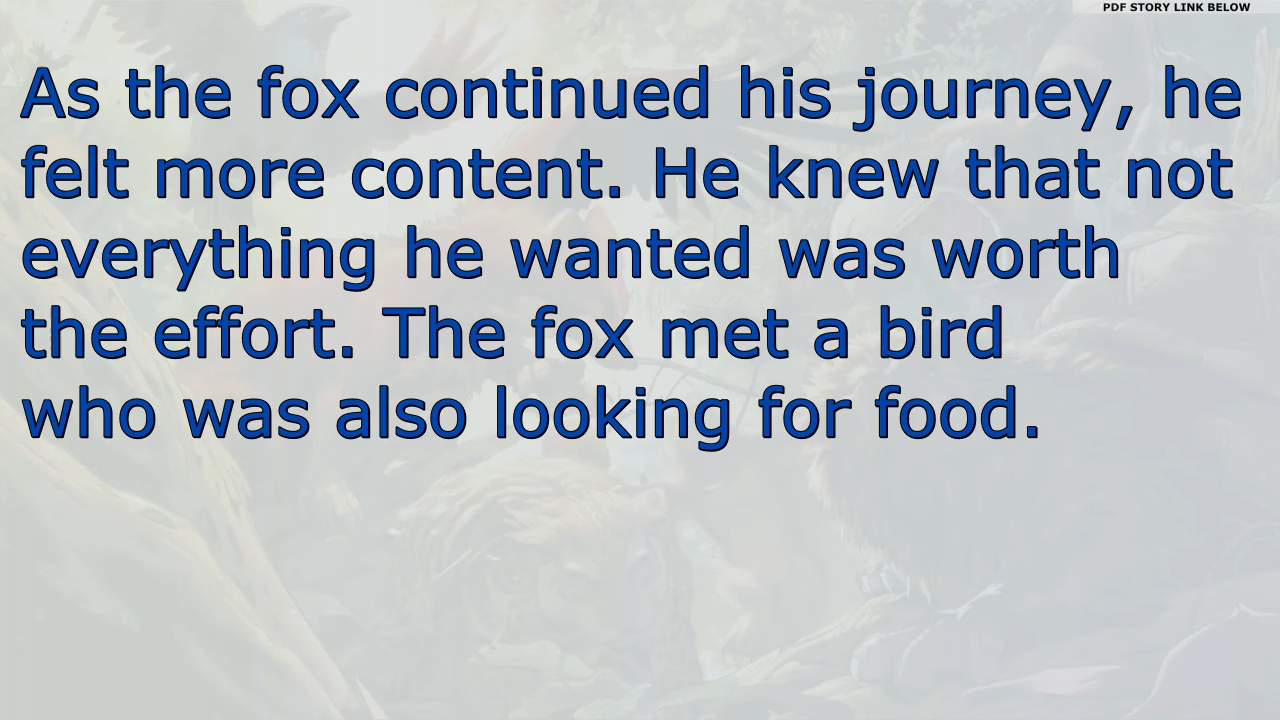 PDF STORY LINK BELOW
As the fox continued his journey, he
felt more content. He knew that not
everything he wanted was worth
the effort. The fox met a bird
who was also looking for food.